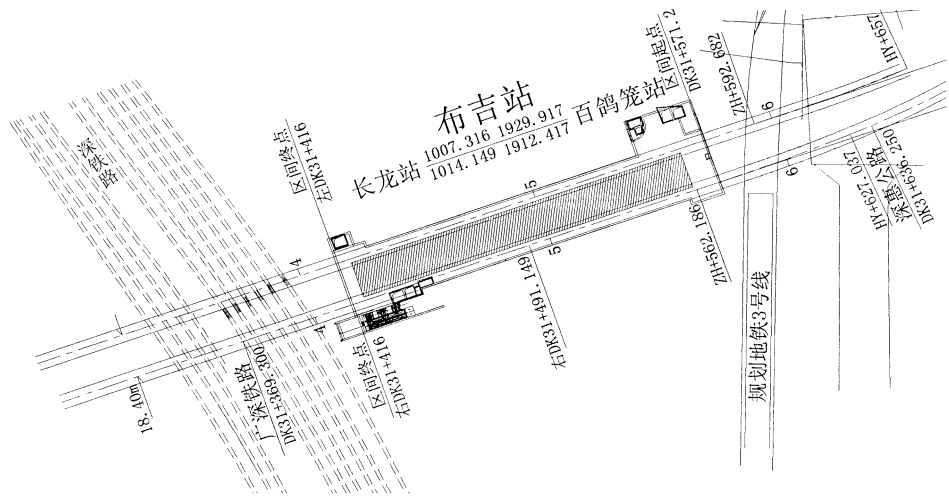 布吉站
长龙站 1007.316 1929.917 百鸽笼站
1014.149 1912.417
区间终点
左DK31+416
区间起点
DK31+571.2
ZH+592.682
HY+657
深铁路
4
5
6
4
5
6
18.40m
广深铁路
DK31+369.300
区间终点
右DK31+416
右DK31+491.149
ZH+562.186
规划地铁3号线
HY+627.037
深惠公路
DK31+636.250